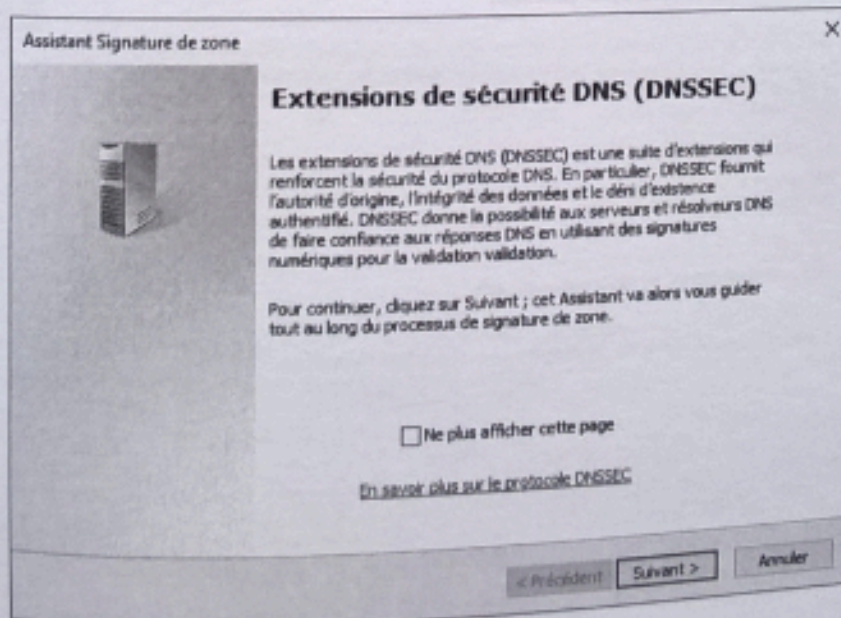 Assistant Signature de zone
Extensions de sécurité DNS (DNSSEC)
Les extensions de sécurité DNS (DNSSEC) est une suite d'extensions qui
renforcent la sécurité du protocole DNS. En particulier, DNSSEC fournit
l'autorité d'origine, l'intégrité des données et le déni d'existence
authentifié. DNSSEC donne la possibilité aux serveurs et résolveurs DNS
de faire confiance aux réponses DNS en utilisant des signatures
numériques pour la validation validation.
Pour continuer, cliquez sur Suivant ; cet Assistant va alors vous guider
tout au long du processus de signature de zone.
Ne plus afficher cette page
En savoir plus sur le protocole DNSSEC
< Précédent
Suivant >
Annuler